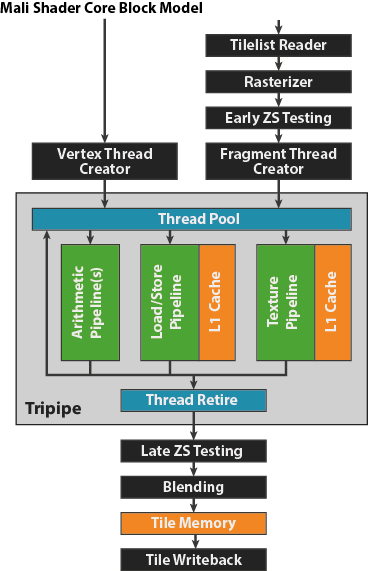 Mali Shader Core Block Model
Tilelist Reader
Rasterizer
Early ZS Testing
Vertex Thread
Creator
Fragment Thread
Creator
Thread Pool
Arithmetic
Pipeline(s)
Load/Store
Pipeline
L1 Cache
Texture
Pipeline
L1 Cache
Thread Retire
Tripipe
Late ZS Testing
Blending
Tile Memory
Tile Writeback